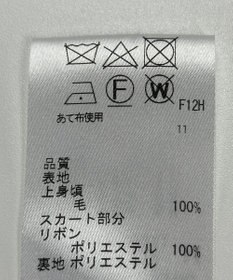 F W F12H
あて布使用
11
品質
表地
上身頃
毛 100%
スカート部分
リボン
ポリエステル 100%
裏地 ポリエステル